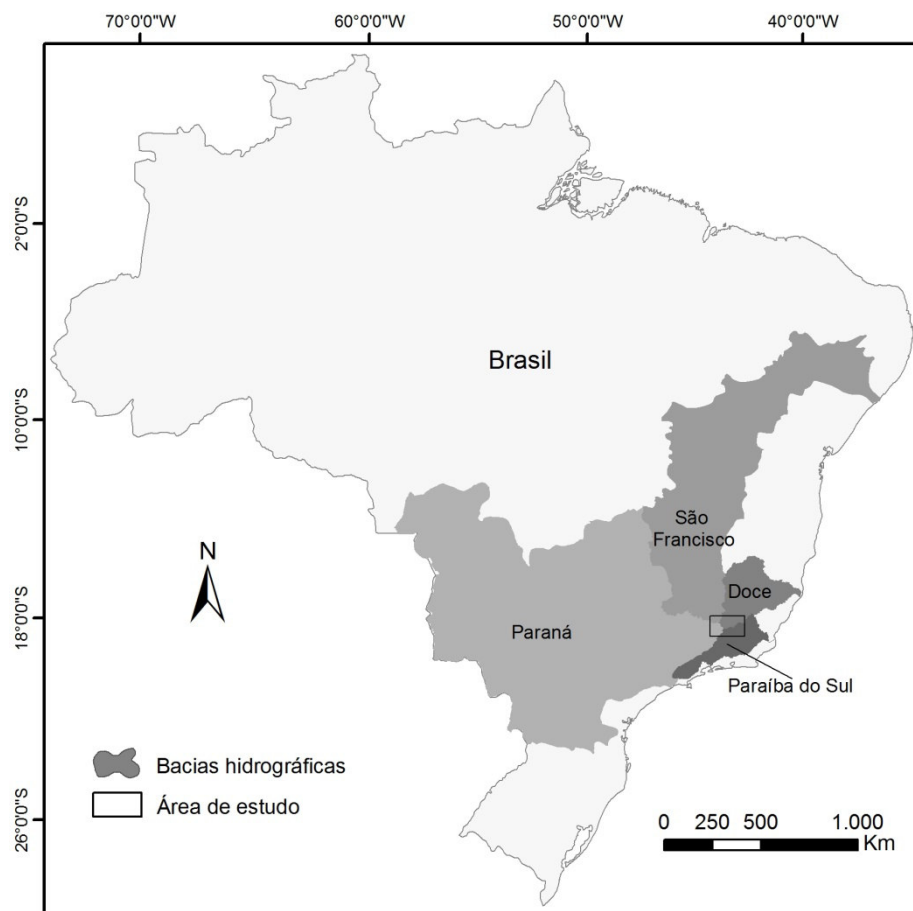 70°0'0"W 60°0'0"W 50°0'0"W 40°0'0"W
2°0'0"S
Brasil
10°0'0"S
São
Francisco
N
Doce
18°0'0"S
Paraná
Paraíba do Sul
Bacias hidrográficas
Área de estudo
26°0'0"S
0 250 500 1.000
Km